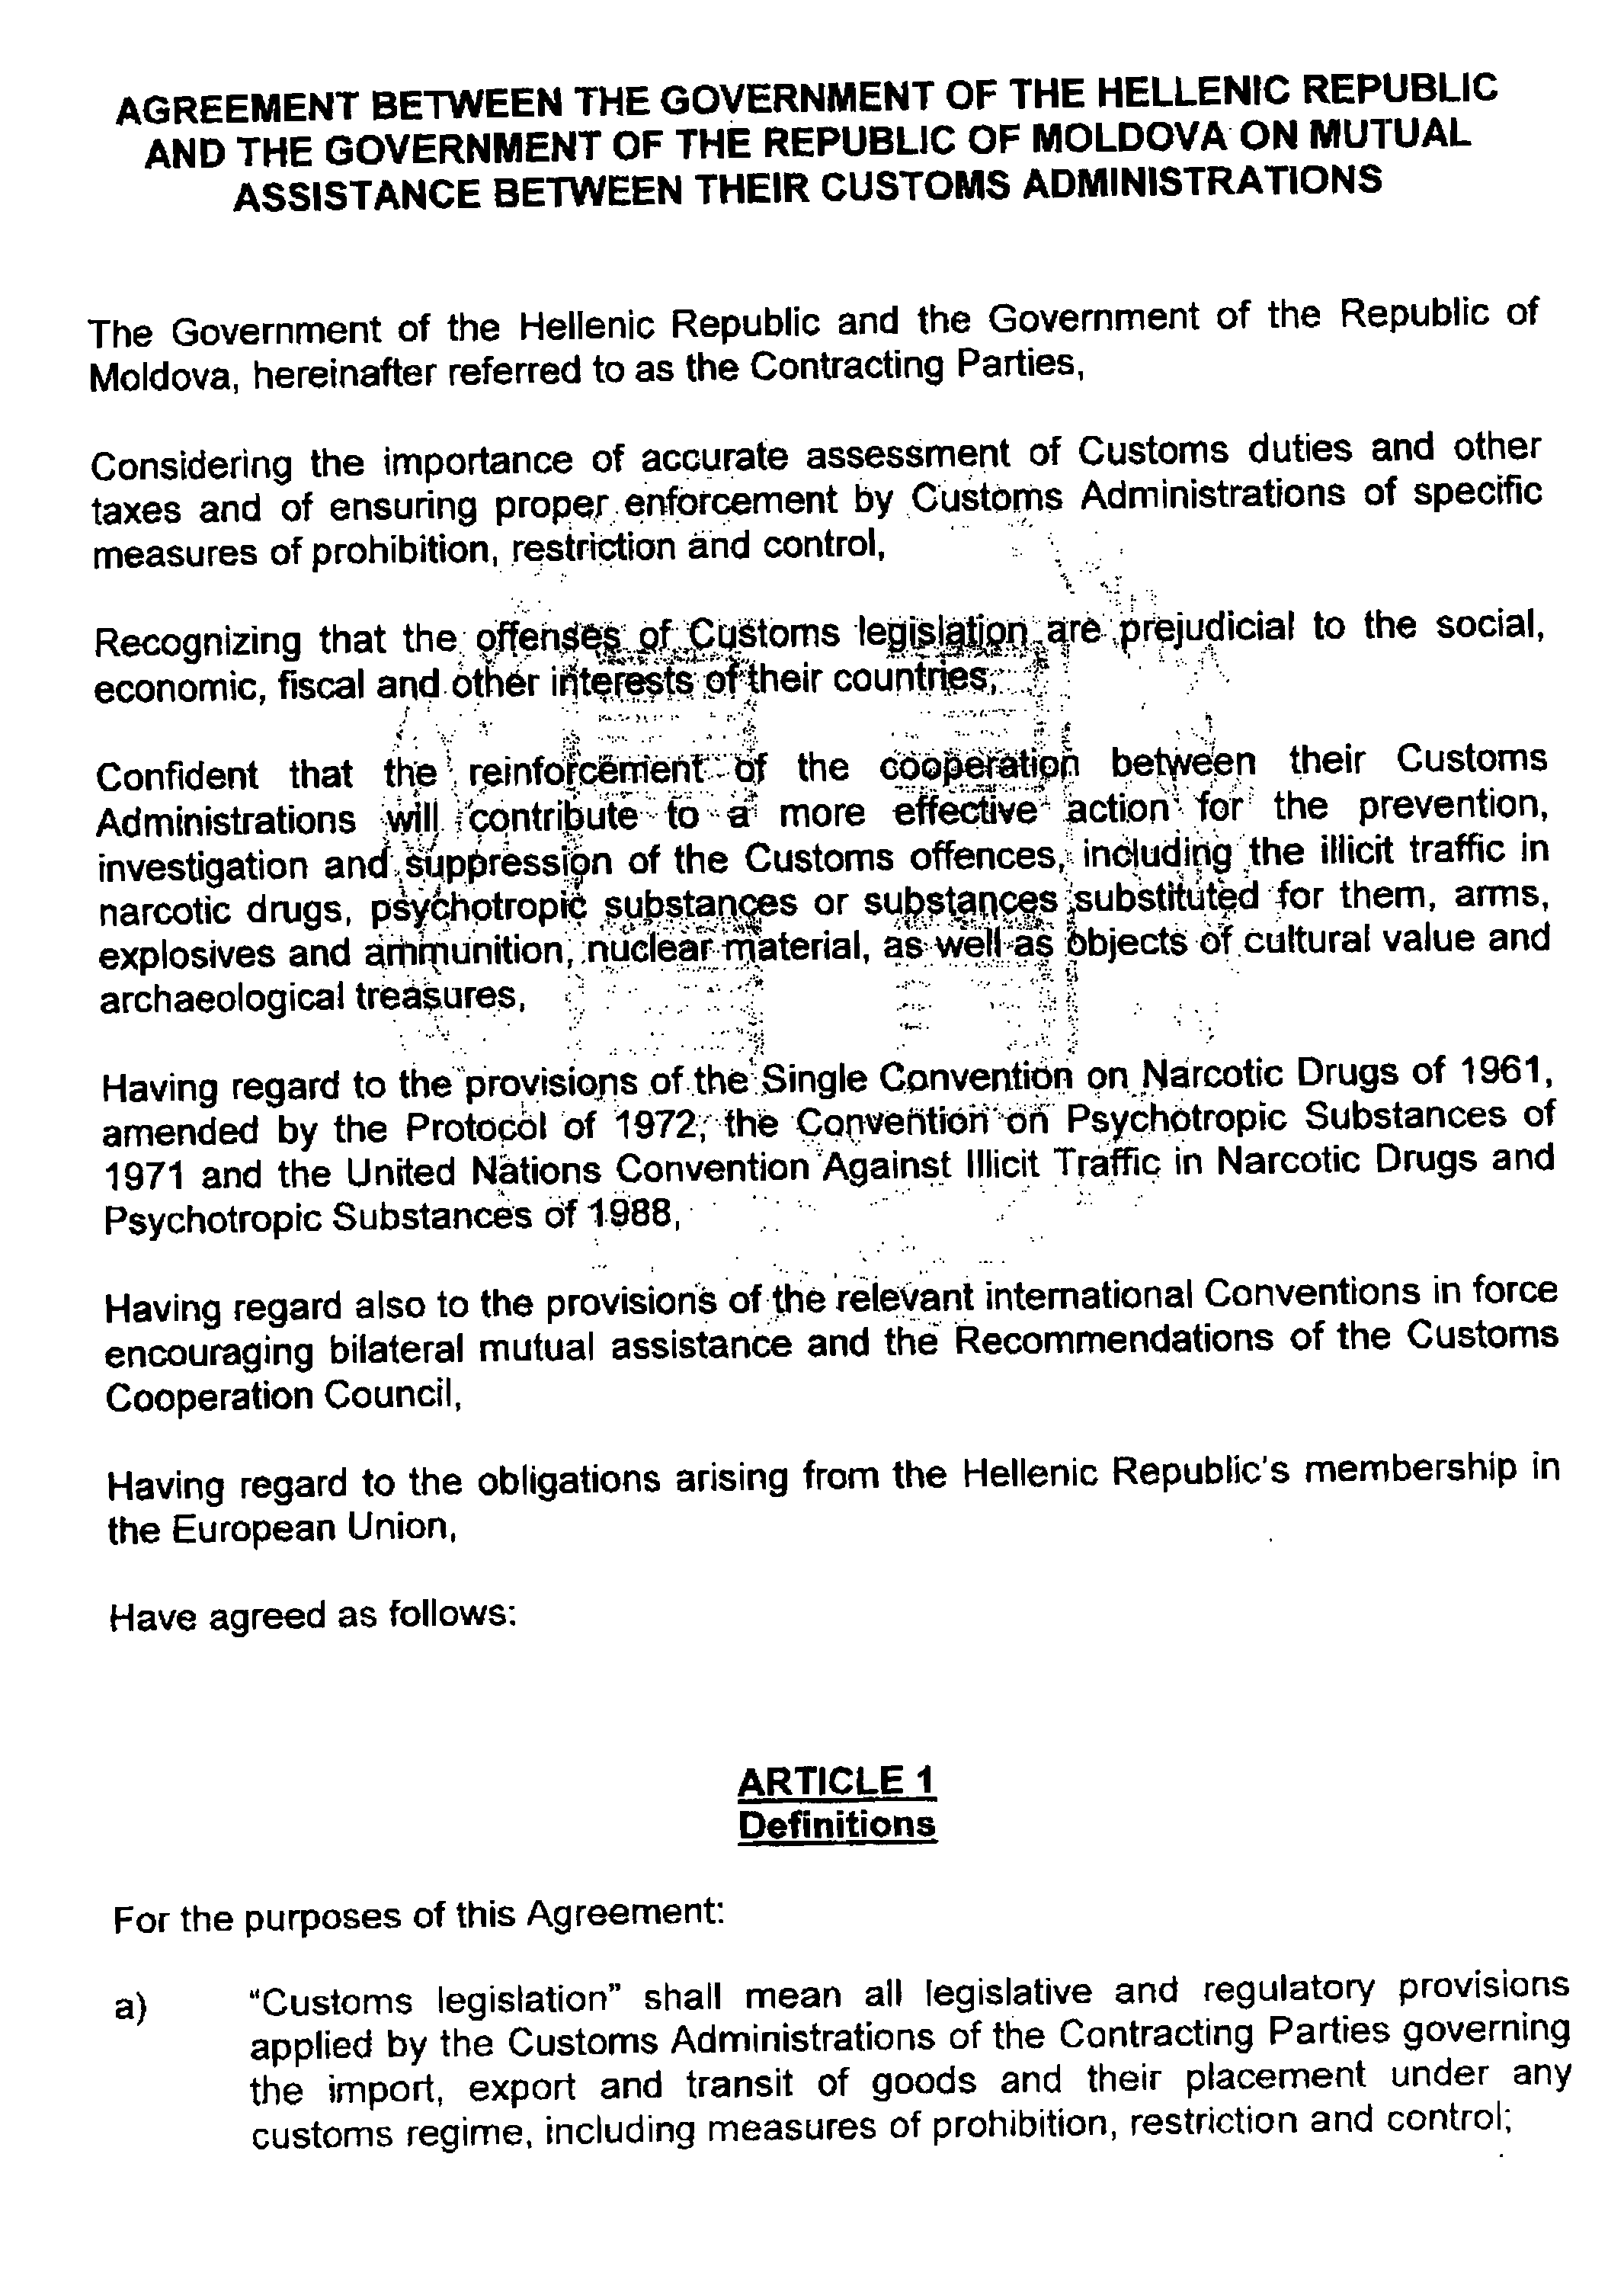 AGREEMENT BETWEEN THE GOVERNMENT OF THE HELLENIC REPUBLIC
AND THE GOVERNMENT OF THE REPUBLIC OF MOLDOVA ON MUTUAL
ASSISTANCE BETWEEN THEIR CUSTOMS ADMINISTRATIONS
The Government of the Hellenic Republic and the Government of the Republic of
Moldova, hereinafter referred to as the Contracting Parties,
Considering the importance of accurate assessment of Customs duties and other
taxes and of ensuring proper enforcement by Customs Administrations of specific
measures of prohibition, restriction and control,
Recognizing that the offenses of Customs legislation are prejudicial to the social,
economic, fiscal and other interests of their countries,
Confident that the reinforcement of the cooperation between their Customs
Administrations will contribute to a more effective action for the prevention,
investigation and suppression of the Customs offences, including the illicit traffic in
narcotic drugs, psychotropic substances or substances substituted for them, arms,
explosives and ammunition, nuclear material, as well as objects of cultural value and
archaeological treasures,
Having regard to the provisions of the Single Convention on Narcotic Drugs of 1961,
amended by the Protocol of 1972, the Convention on Psychotropic Substances of
1971 and the United Nations Convention Against Illicit Traffic in Narcotic Drugs and
Psychotropic Substances of 1988,
Having regard also to the provisions of the relevant international Conventions in force
encouraging bilateral mutual assistance and the Recommendations of the Customs
Cooperation Council,
Having regard to the obligations arising from the Hellenic Republic's membership in
the European Union,
Have agreed as follows:
ARTICLE 1
Definitions
For the purposes of this Agreement:
a) "Customs legislation" shall mean all legislative and regulatory provisions
applied by the Customs Administrations of the Contracting Parties governing
the import, export and transit of goods and their placement under any
customs regime, including measures of prohibition, restriction and control;